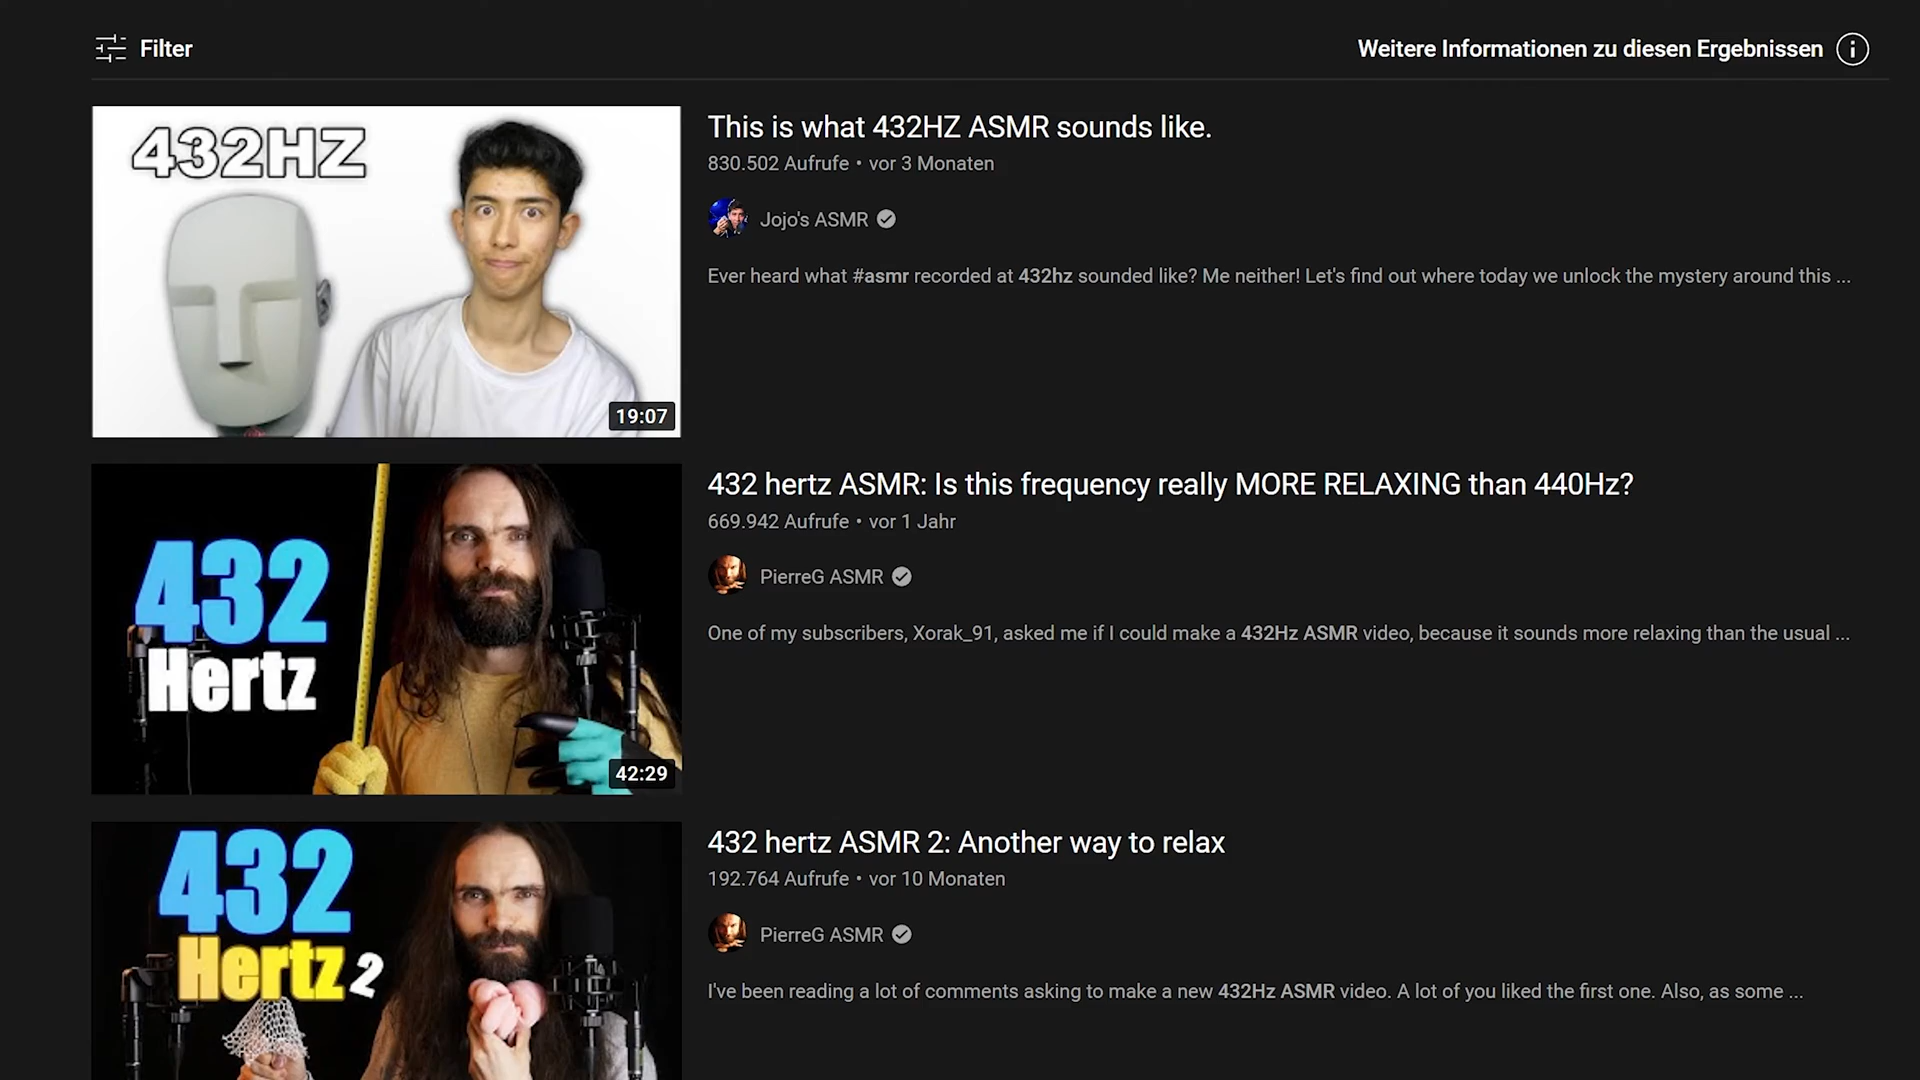 Filter
Weitere Informationen zu diesen Ergebnissen
432HZ
19:07
This is what 432HZ ASMR sounds like.
830.502 Aufrufe • vor 3 Monaten
Jojo's ASMR
Ever heard what #asmr recorded at 432hz sounded like? Me neither! Let's find out where today we unlock the mystery around this ...
432
Hertz
42:29
432 hertz ASMR: Is this frequency really MORE RELAXING than 440Hz?
669.942 Aufrufe • vor 1 Jahr
PierreG ASMR
One of my subscribers, Xorak_91, asked me if I could make a 432Hz ASMR video, because it sounds more relaxing than the usual ...
432
Hertz 2
432 hertz ASMR 2: Another way to relax
192.764 Aufrufe • vor 10 Monaten
PierreG ASMR
I've been reading a lot of comments asking to make a new 432Hz ASMR video. A lot of you liked the first one. Also, as some ...